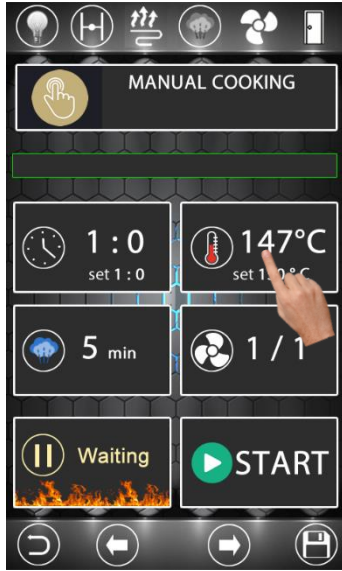 MANUAL COOKING
1 : 0
set 1 : 0
147°C
set
°C
5 min
1 / 1
Waiting
START